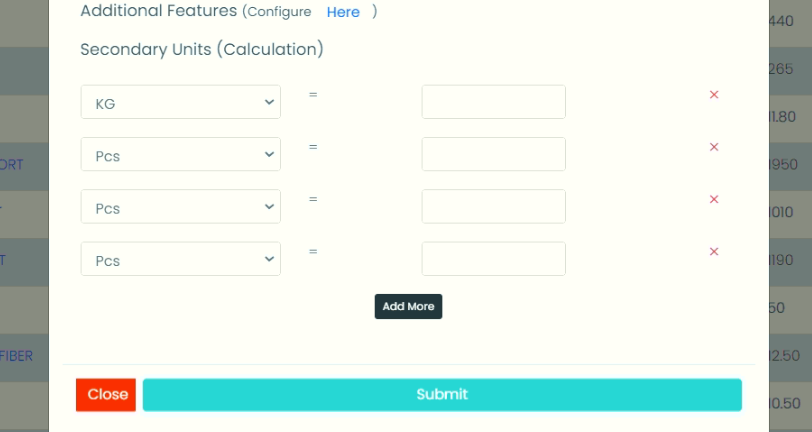 Additional Features (Configure Here )
440
Secondary Units (Calculation)
265
KG =
×
11.80
Pcs =
×
ORT
1950
Pcs =
×
1010
Pcs =
×
1190
Add More
50
FIBER
12.50
Close Submit
10.50